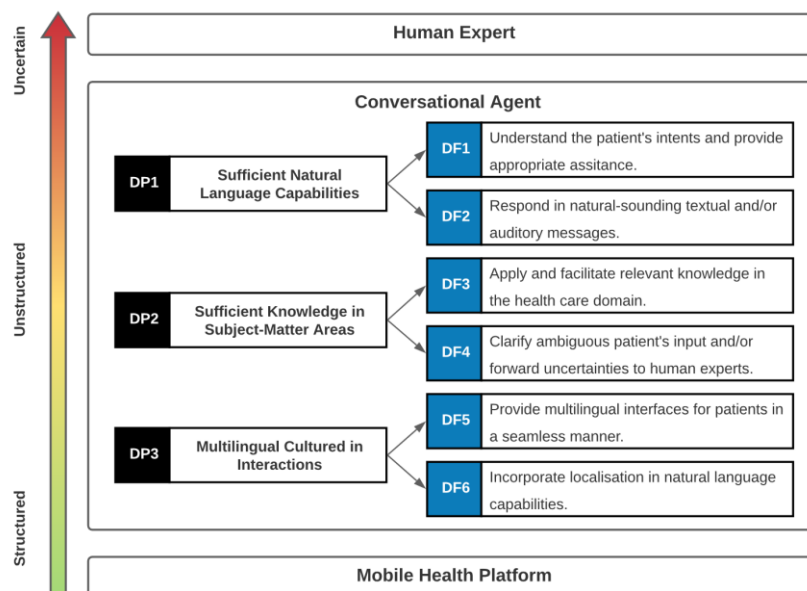 Uncertain
Unstructured
Structured
Human Expert
Conversational Agent
DP1
Sufficient Natural
Language Capabilities
DF1
Understand the patient's intents and provide
appropriate assitance.
DF2
Respond in natural-sounding textual and/or
auditory messages.
DP2
Sufficient Knowledge in
Subject-Matter Areas
DF3
Apply and facilitate relevant knowledge in
the health care domain.
DF4
Clarify ambiguous patient's input and/or
forward uncertainties to human experts.
DP3
Multilingual Cultured in
Interactions
DF5
Provide multilingual interfaces for patients in
a seamless manner.
DF6
Incorporate localisation in natural language
capabilities.
Mobile Health Platform